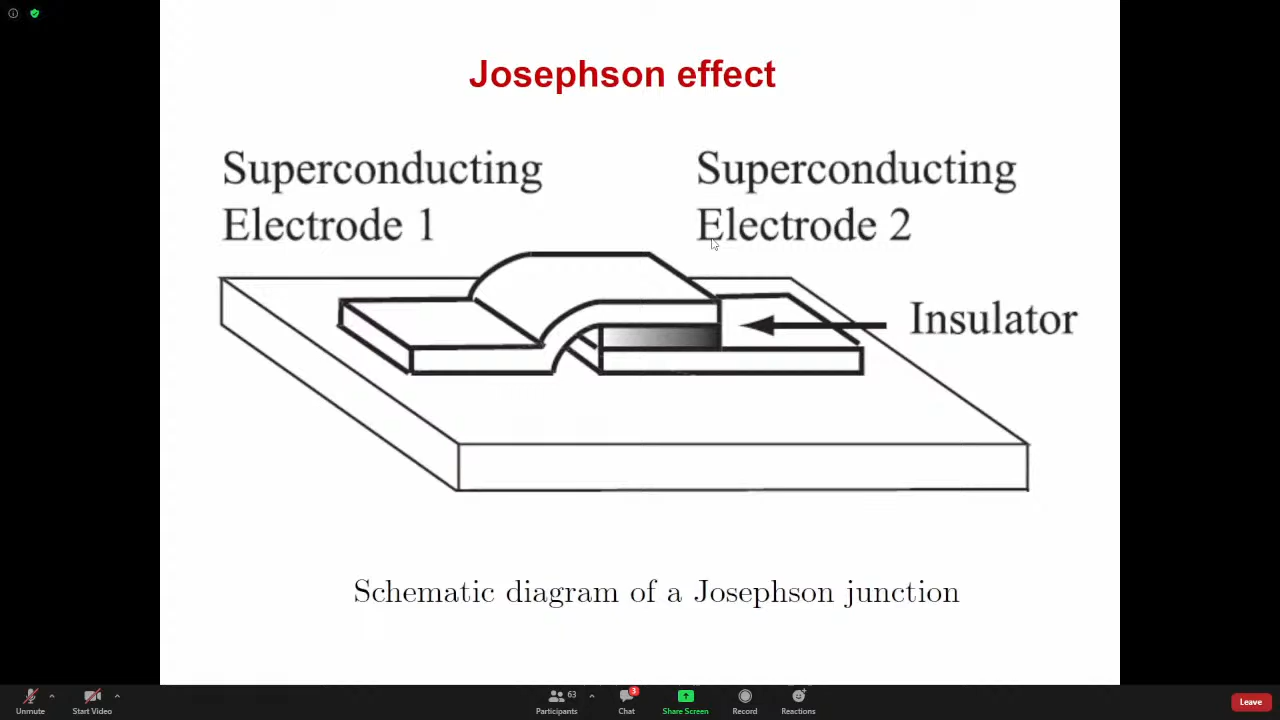 Josephson effect
Superconducting
Electrode 1
Superconducting
Electrode 2
Insulator
Schematic diagram of a Josephson junction
Unmute
Start Video
63
Participants
3
Chat
Share Screen
Record
Reactions
Leave